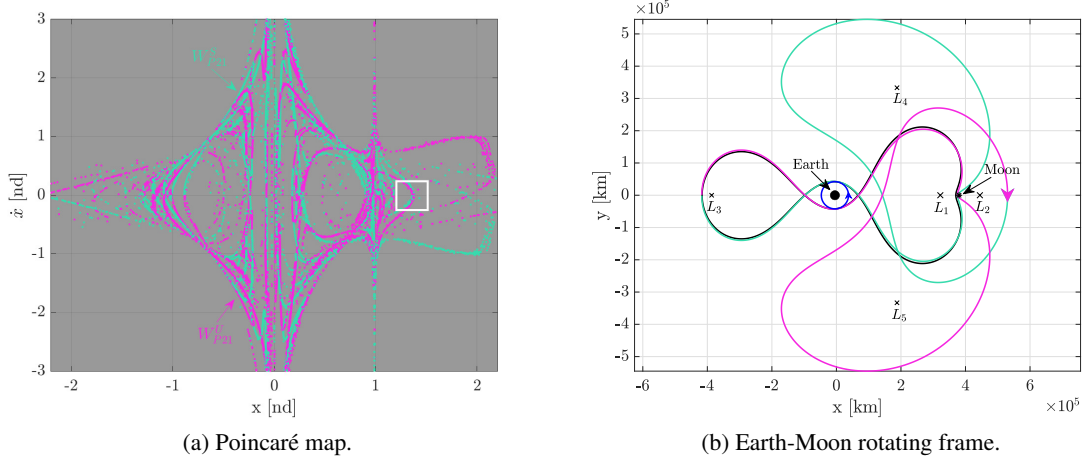 3
2
1
0
-1
-2
-3
ẋ [nd]
W^S_{P21}
W^U_{P21}
-2
-1
0
1
2
x [nd]
(a) Poincaré map.
×10^5
5
4
3
2
1
0
-1
-2
-3
-4
-5
y [km]
L4
Earth
Moon
L3
L1
L2
L5
-6
-4
-2
0
2
4
6
x [km]
×10^5
(b) Earth-Moon rotating frame.